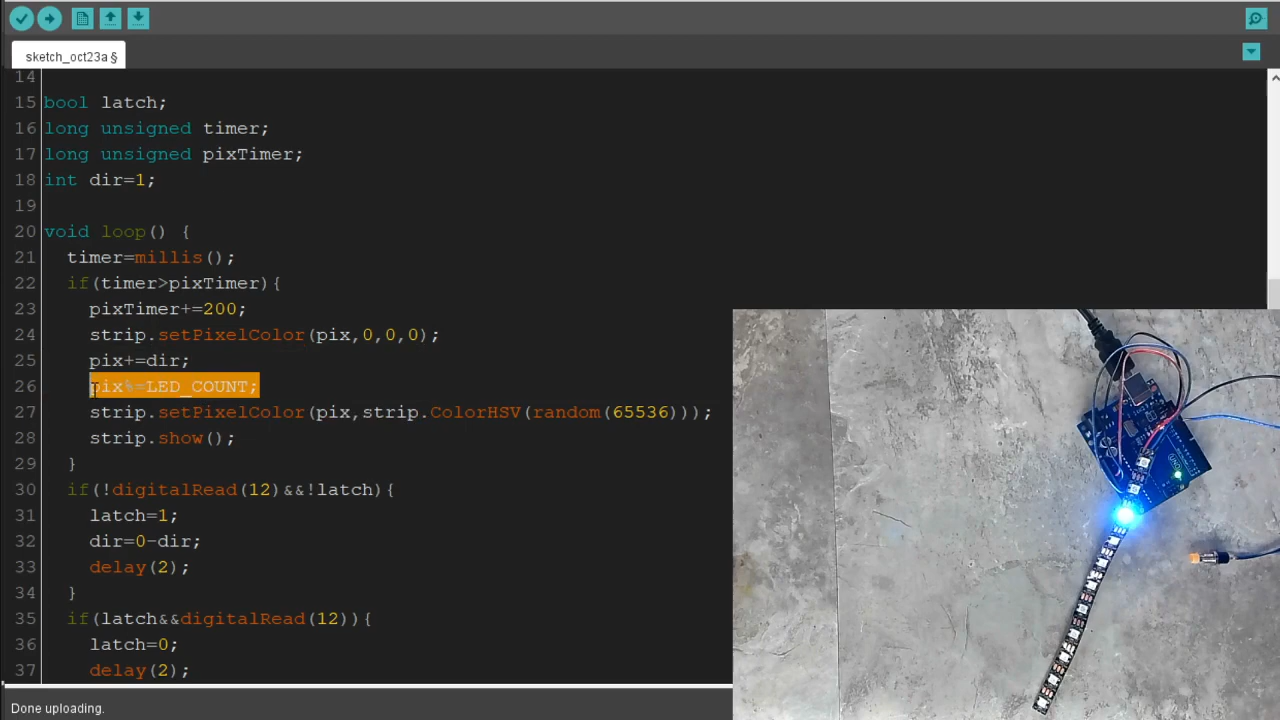 sketch_oct23a §
14
15 bool latch;
16 long unsigned timer;
17 long unsigned pixTimer;
18 int dir=1;
19
20 void loop() {
21 timer=millis();
22 if(timer>pixTimer){
23 pixTimer+=200;
24 strip.setPixelColor(pix,0,0,0);
25 pix+=dir;
26 pix%=LED_COUNT;
27 strip.setPixelColor(pix,strip.ColorHSV(random(65536)));
28 strip.show();
29 }
30 if(!digitalRead(12)&&!latch){
31 latch=1;
32 dir=0-dir;
33 delay(2);
34 }
35 if(latch&&digitalRead(12)){
36 latch=0;
37 delay(2);
Done uploading.